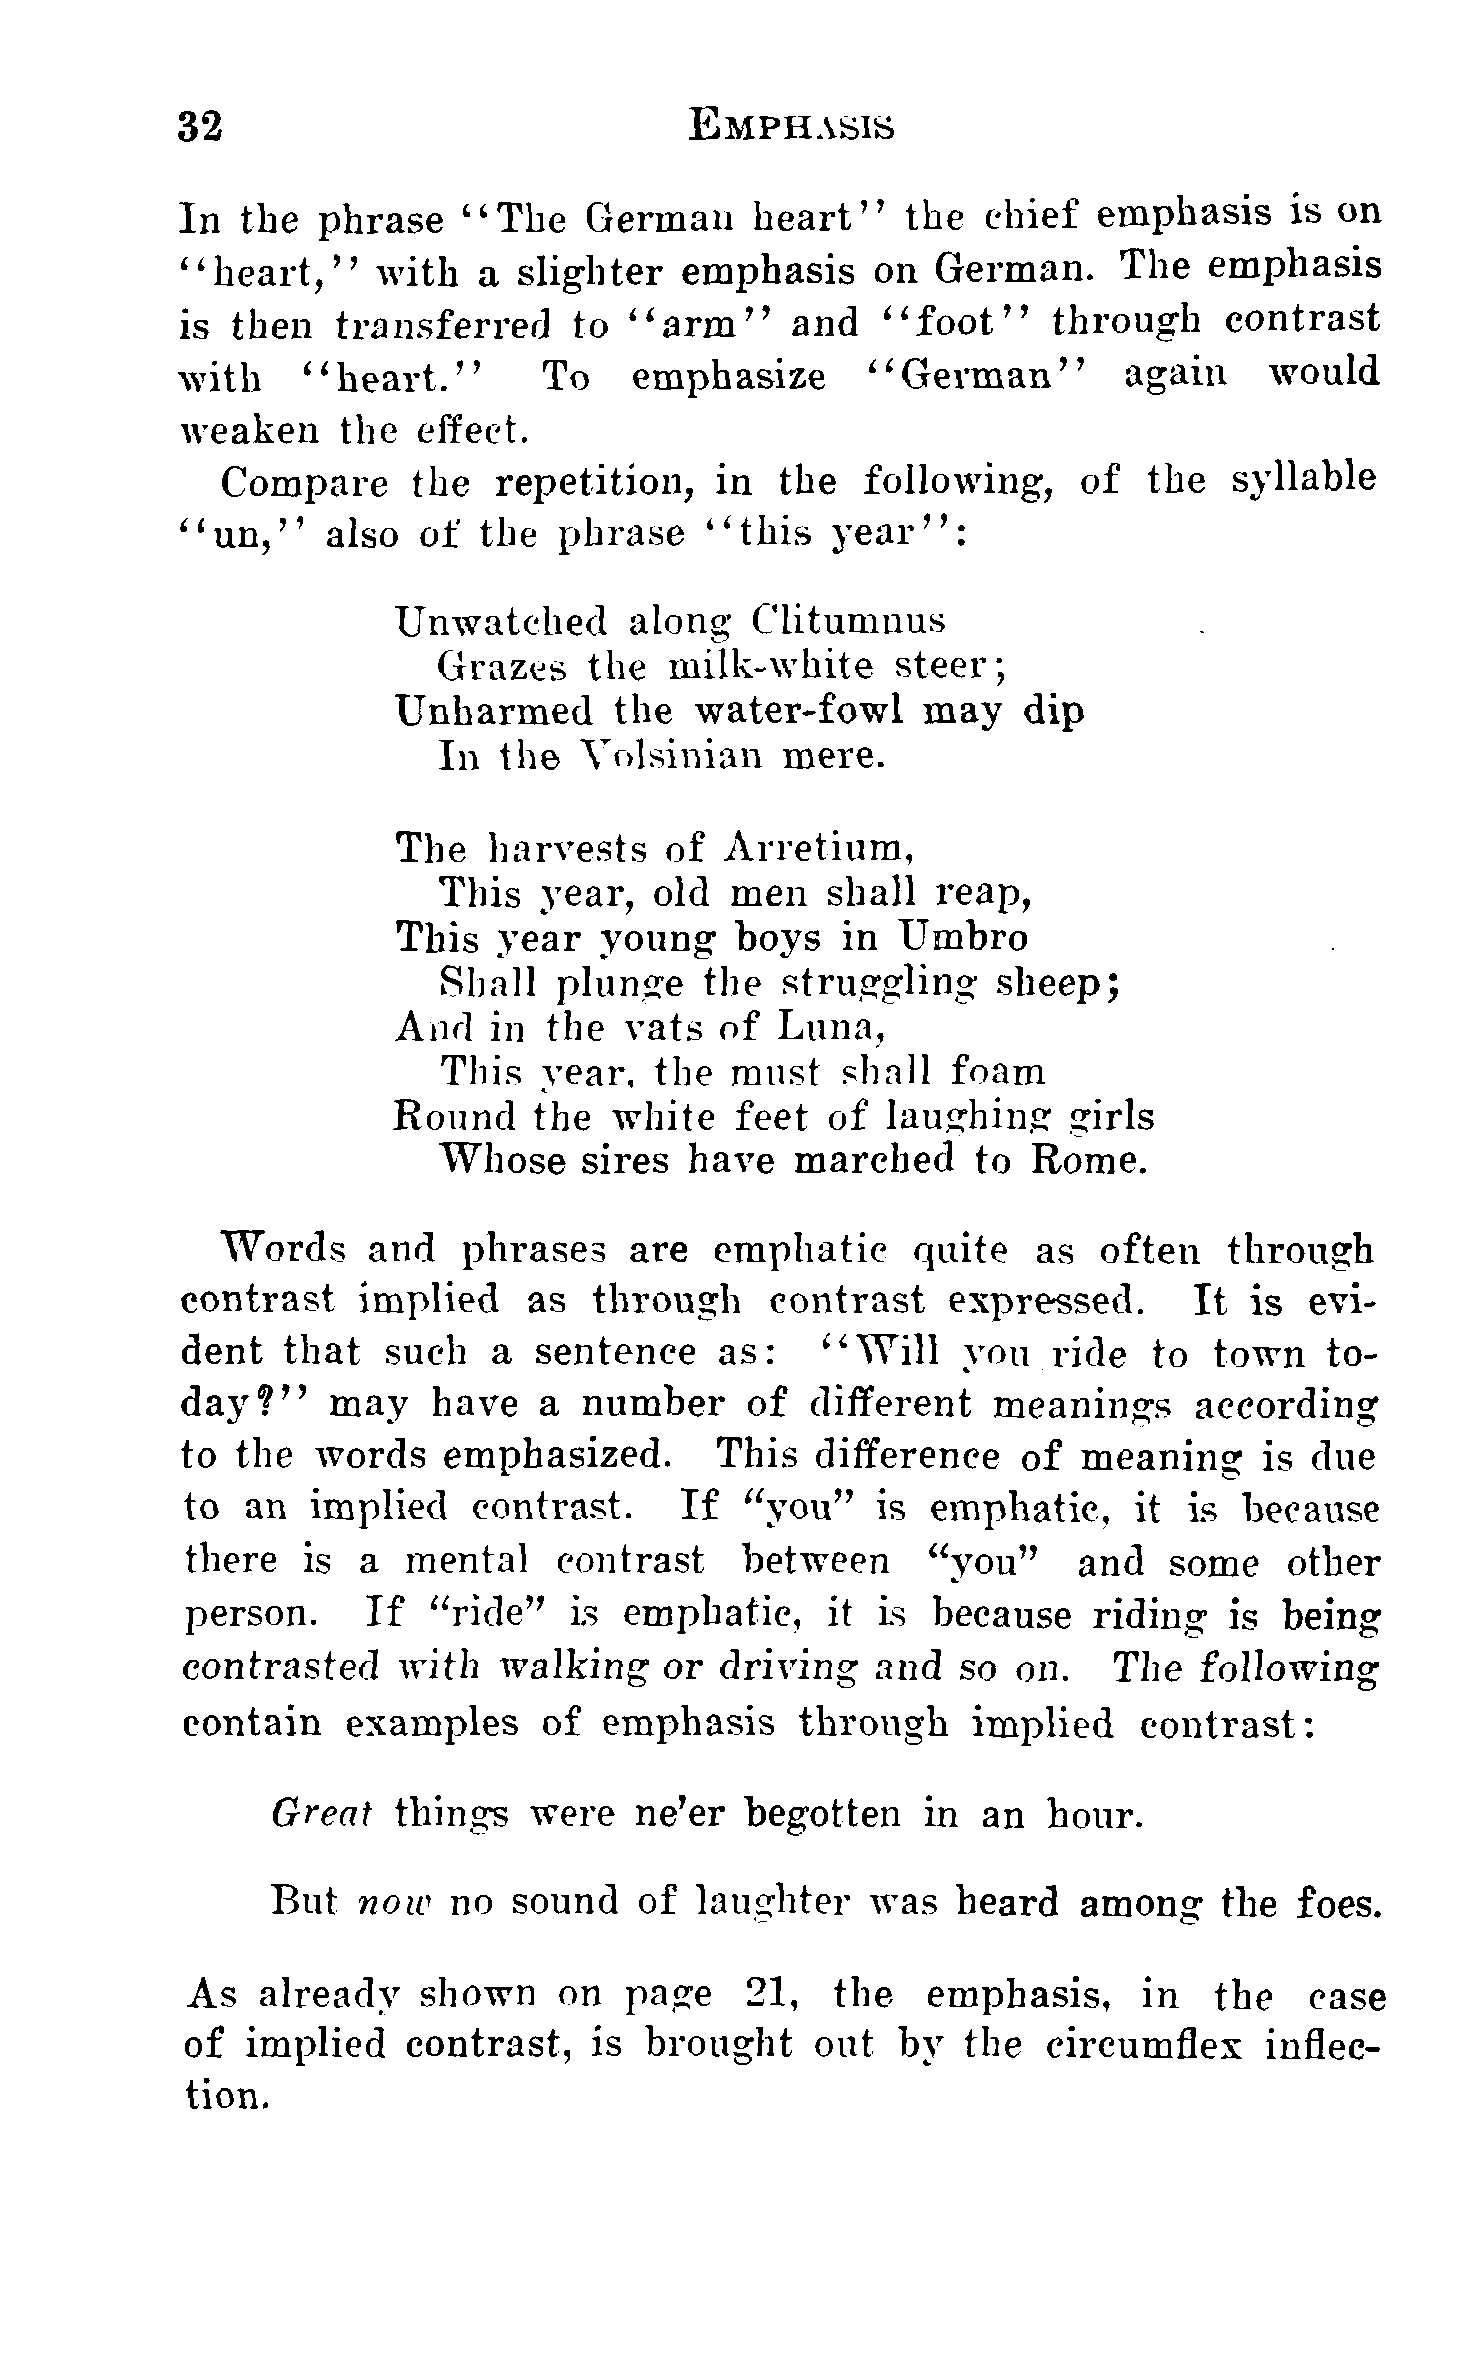 32 EMPHASIS
In the phrase "The German heart" the chief emphasis is on
"heart," with a slighter emphasis on German. The emphasis
is then transferred to "arm" and "foot" through contrast
with "heart." To emphasize "German" again would
weaken the effect.
Compare the repetition, in the following, of the syllable
"un," also of the phrase "this year":
Unwatched along Clitumnus
Grazes the milk-white steer;
Unharmed the water-fowl may dip
In the Volsinian mere.
The harvests of Arretium,
This year, old men shall reap,
This year young boys in Umbro
Shall plunge the struggling sheep;
And in the vats of Luna,
This year, the must shall foam
Round the white feet of laughing girls
Whose sires have marched to Rome.
Words and phrases are emphatic quite as often through
contrast implied as through contrast expressed. It is evi-
dent that such a sentence as: "Will you ride to town to-
day?" may have a number of different meanings according
to the words emphasized. This difference of meaning is due
to an implied contrast. If "you" is emphatic, it is because
there is a mental contrast between "you" and some other
person. If "ride" is emphatic, it is because riding is being
contrasted with walking or driving and so on. The following
contain examples of emphasis through implied contrast:
Great things were ne'er begotten in an hour.
But now no sound of laughter was heard among the foes.
As already shown on page 21, the emphasis, in the case
of implied contrast, is brought out by the circumflex inflec-
tion.